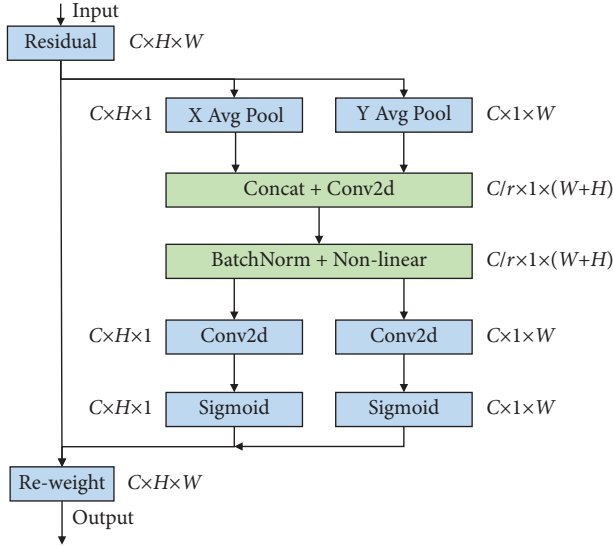 Input
Residual C×H×W
C×H×1 X Avg Pool Y Avg Pool C×1×W
Concat + Conv2d C/r×1×(W+H)
BatchNorm + Non-linear C/r×1×(W+H)
C×H×1 Conv2d Conv2d C×1×W
C×H×1 Sigmoid Sigmoid C×1×W
Re-weight C×H×W
Output